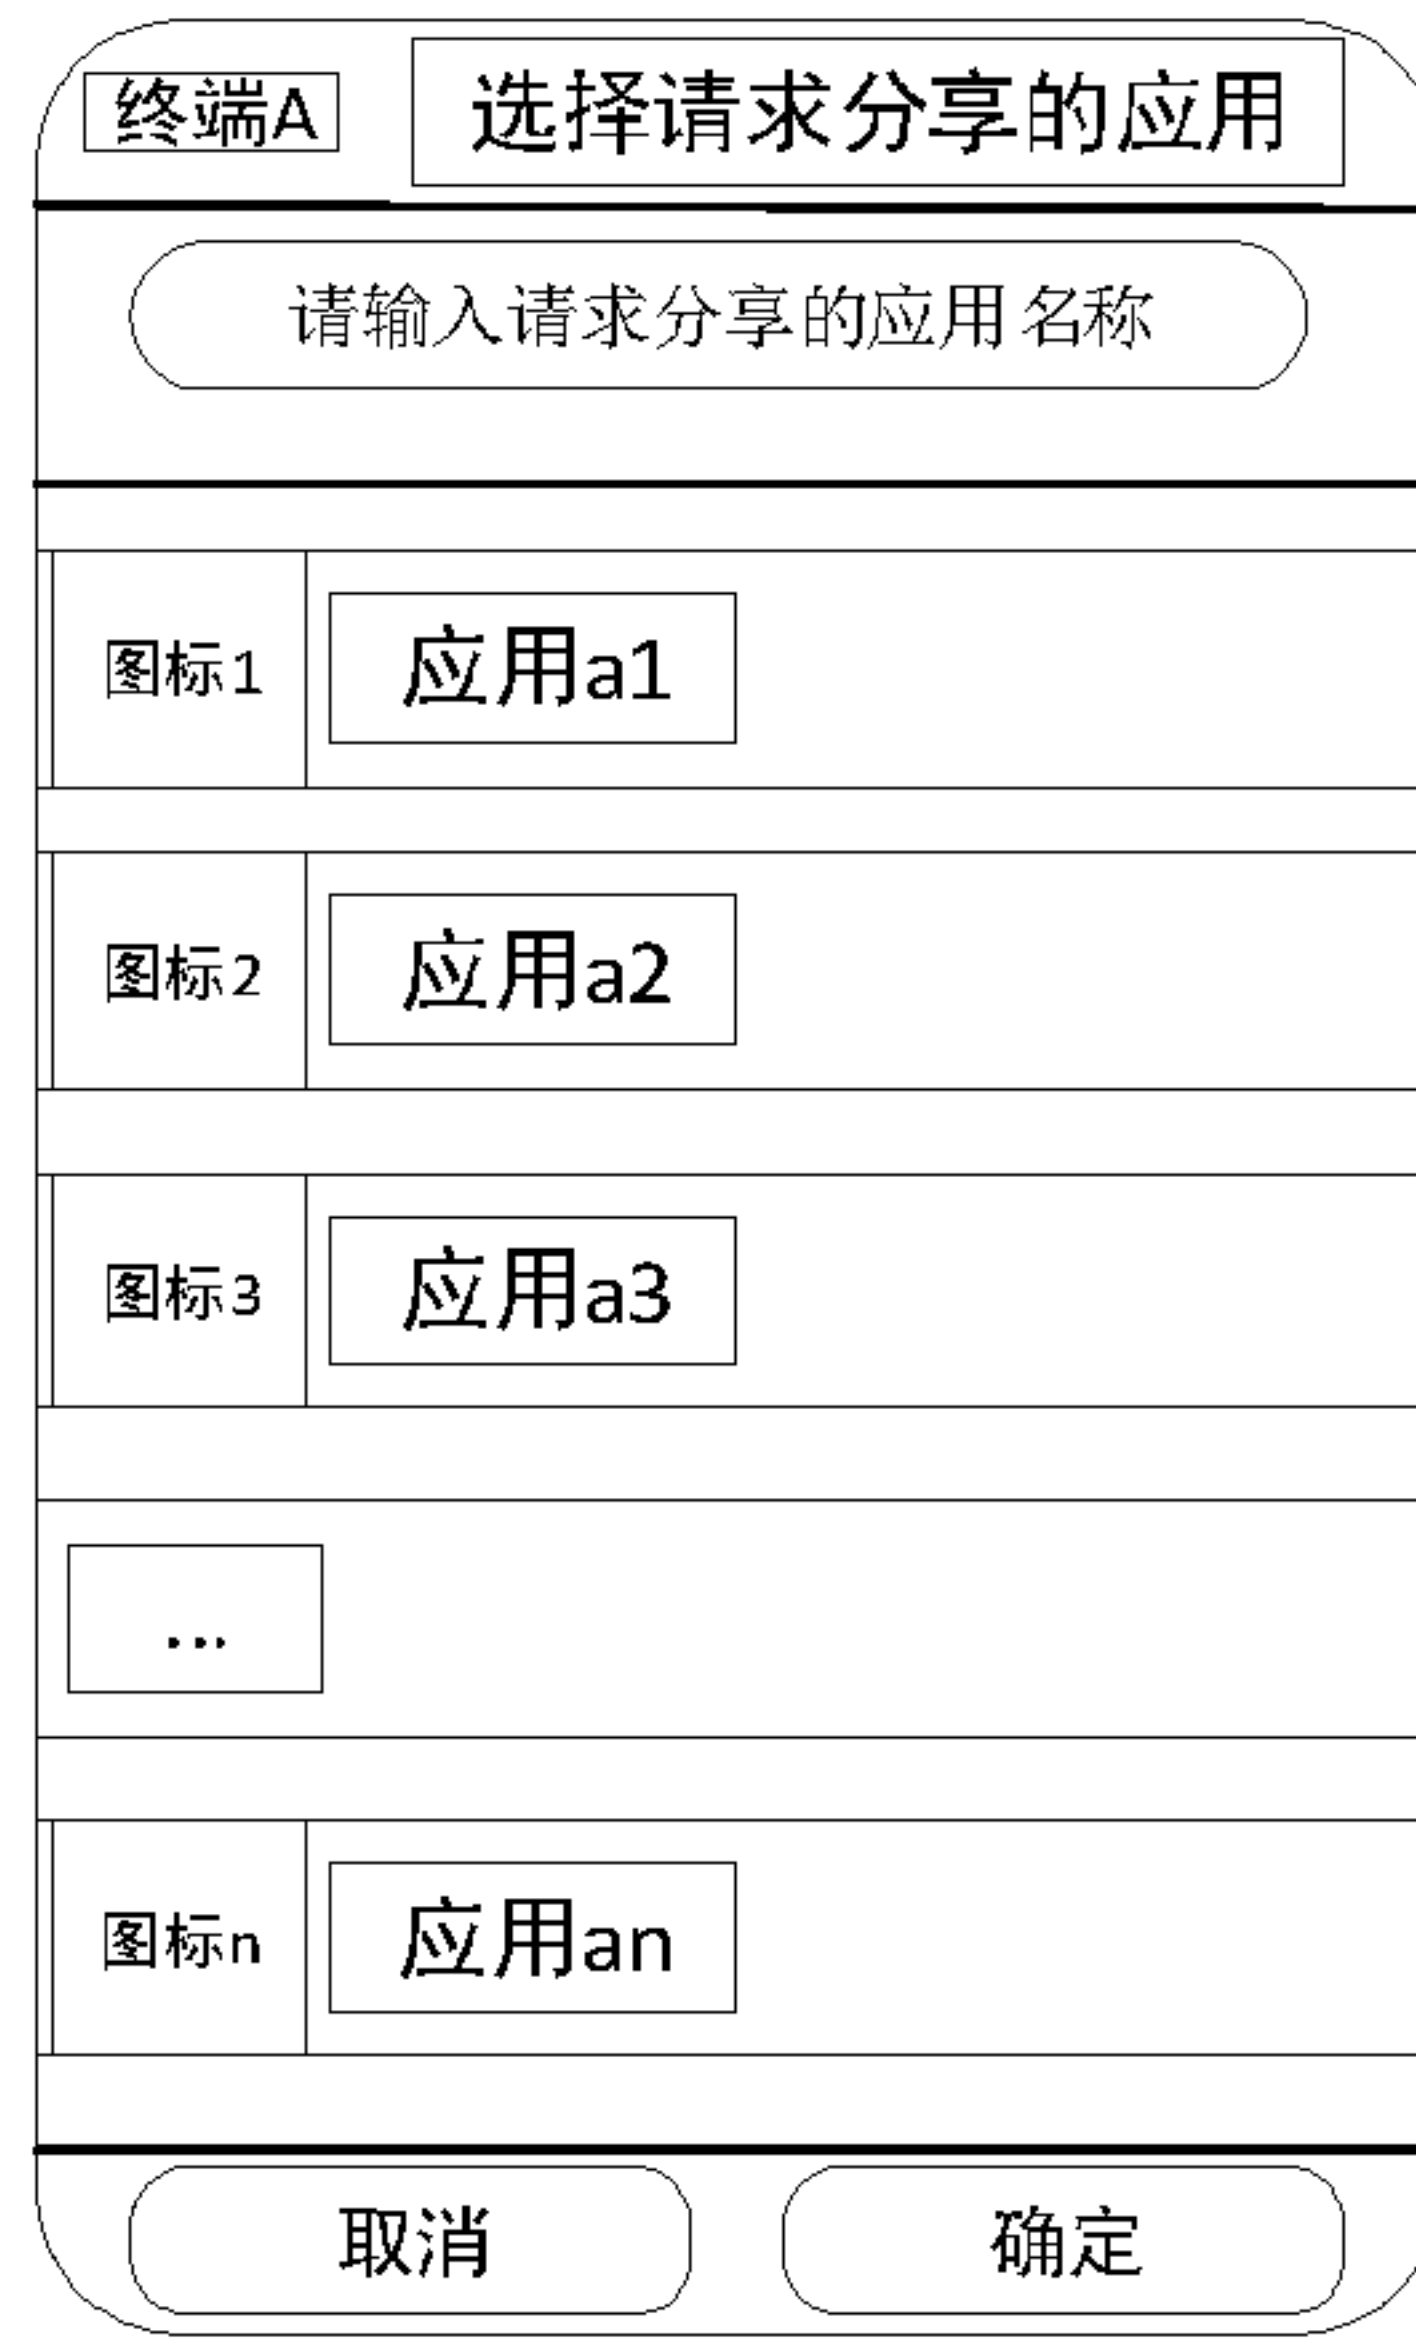 终端A 选择请求分享的应用
请输入请求分享的应用名称
图标1 应用a1
图标2 应用a2
图标3 应用a3
...
图标n 应用an
取消 确定